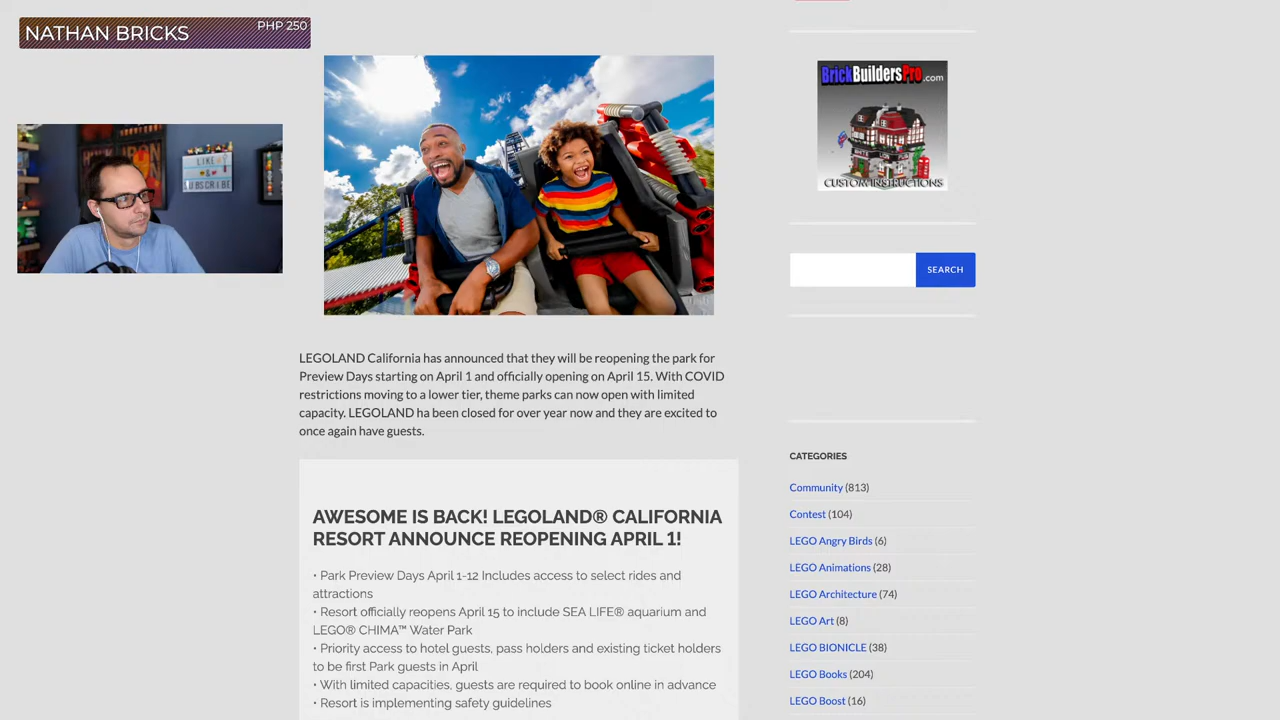 NATHAN BRICKS
PHP 250
LIKE
&
SUBSCRIBE
BrickBuildersPro.com
CUSTOM INSTRUCTIONS
SEARCH
LEGOLAND California has announced that they will be reopening the park for
Preview Days starting on April 1 and officially opening on April 15. With COVID
restrictions moving to a lower tier, theme parks can now open with limited
capacity. LEGOLAND ha been closed for over year now and they are excited to
once again have guests.
AWESOME IS BACK! LEGOLAND® CALIFORNIA
RESORT ANNOUNCE REOPENING APRIL 1!
• Park Preview Days April 1-12 Includes access to select rides and
attractions
• Resort officially reopens April 15 to include SEA LIFE® aquarium and
LEGO® CHIMA™ Water Park
• Priority access to hotel guests, pass holders and existing ticket holders
to be first Park guests in April
• With limited capacities, guests are required to book online in advance
• Resort is implementing safety guidelines
CATEGORIES
Community (813)
Contest (104)
LEGO Angry Birds (6)
LEGO Animations (28)
LEGO Architecture (74)
LEGO Art (8)
LEGO BIONICLE (38)
LEGO Books (204)
LEGO Boost (16)